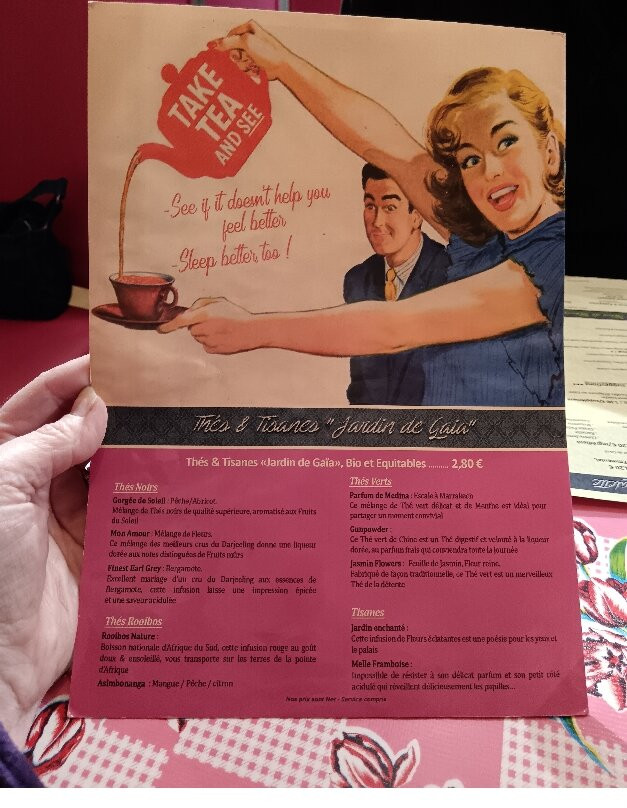 TAKE
TEA
AND SEE
-See if it doesn't help you
feel better
-Sleep better, too !
Thés & Tisanes "Jardin de Gaïa"
Thés & Tisanes «Jardin de Gaïa», Bio et Equitables ......... 2,80 €
Thés Noirs
Gorgée de Soleil : Pêche/Abricot.
Mélange de Thés noirs de qualité supérieure, aromatisé aux Fruits
du Soleil
Mon Amour : Mélange de Fleurs.
Ce mélange des meilleurs crus du Darjeeling donne une liqueur
dorée aux notes distinguées de Fruits noirs
Finest Earl Grey : Bergamote.
Excellent mariage d'un cru du Darjeeling aux essences de
Bergamote, cette infusion laisse une impression épicée
et une saveur acidulée
Thés Rooïbos
Rooïbos Nature :
Boisson nationale d'Afrique du Sud, cette infusion rouge au goût
doux & ensoleillé, vous transporte sur les terres de la pointe
d'Afrique
Asimbonanga : Mangue / Pêche / citron
Thés Verts
Parfum de Medina : Escale à Marrakech
Ce mélange de Thé vert délicat et de Menthe est idéal pour
partager un moment convivial
Gunpowder :
Ce Thé vert de Chine est un Thé digestif et velouté à la liqueur
dorée, au parfum frais qui conviendra toute la journée
Jasmin Flowers : Feuille de Jasmin, Fleur reine.
Fabriqué de façon traditionnelle, ce Thé vert est un merveilleux
Thé de la détente
Tisanes
Jardin enchanté :
Cette infusion de Fleurs éclatantes est une poésie pour les yeux et
le palais
Melle Framboise :
Impossible de résister à son délicat parfum et son petit côté
acidulé qui réveillent délicieusement les papilles...
Nos prix sont Net - Service compris